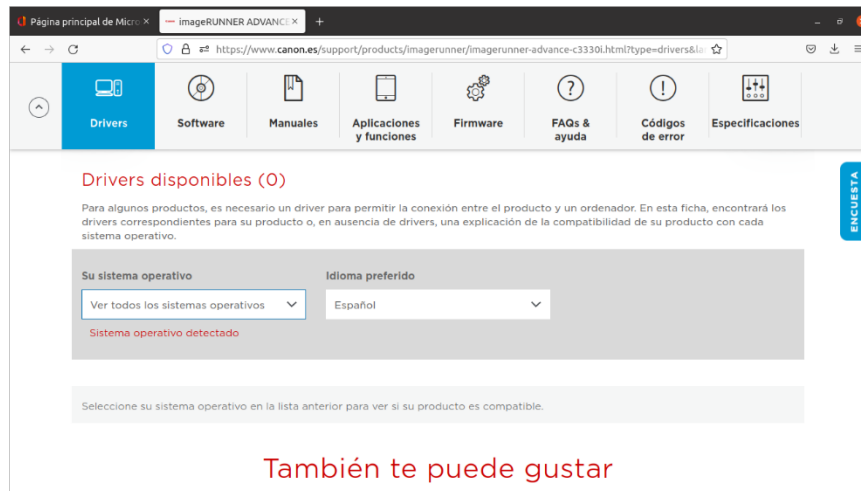 Página principal de Micro
imageRUNNER ADVANCE
https://www.canon.es/support/products/imagerunner/imagerunner-advance-c3330i.html?type=drivers&la
Drivers
Software
Manuales
Aplicaciones
y funciones
Firmware
FAQs &
ayuda
Códigos
de error
Especificaciones
Drivers disponibles (0)
Para algunos productos, es necesario un driver para permitir la conexión entre el producto y un ordenador. En esta ficha, encontrará los
drivers correspondientes para su producto o, en ausencia de drivers, una explicación de la compatibilidad de su producto con cada
sistema operativo.
ENCUESTA
Su sistema operativo
Idioma preferido
Ver todos los sistemas operativos
Español
Sistema operativo detectado
Seleccione su sistema operativo en la lista anterior para ver si su producto es compatible.
También te puede gustar